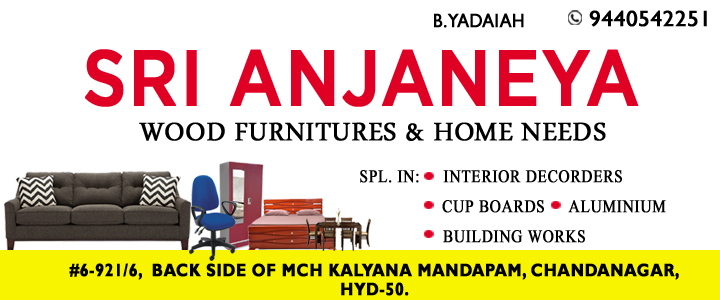 B.YADAIAH 9440542251
SRI ANJANEYA
WOOD FURNITURES & HOME NEEDS
SPL. IN: • INTERIOR DECORDERS
• CUP BOARDS • ALUMINIUM
• BUILDING WORKS
#6-921/6, BACK SIDE OF MCH KALYANA MANDAPAM, CHANDANAGAR,
HYD-50.